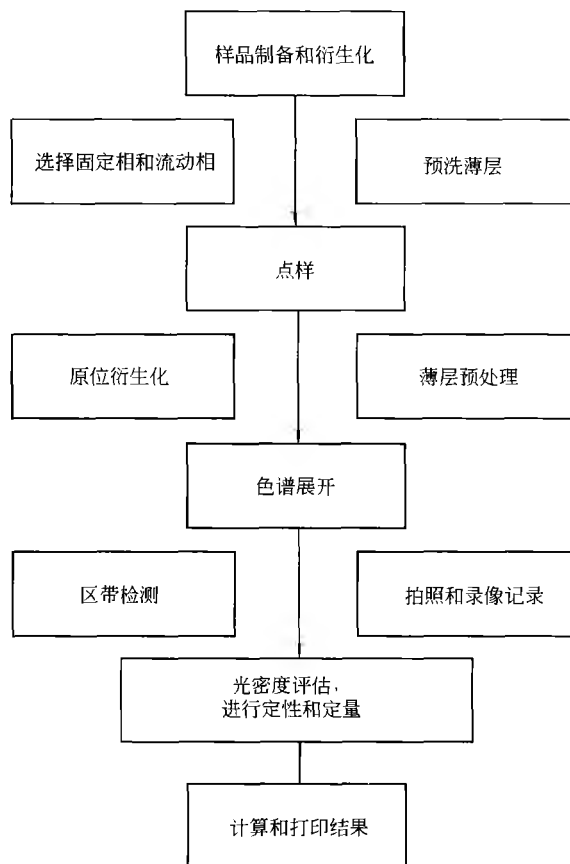 样品制备和衍生化
选择固定相和流动相
预洗薄层
点样
原位衍生化
薄层预处理
色谱展开
区带检测
拍照和录像记录
光密度评估，
进行定性和定量
计算和打印结果